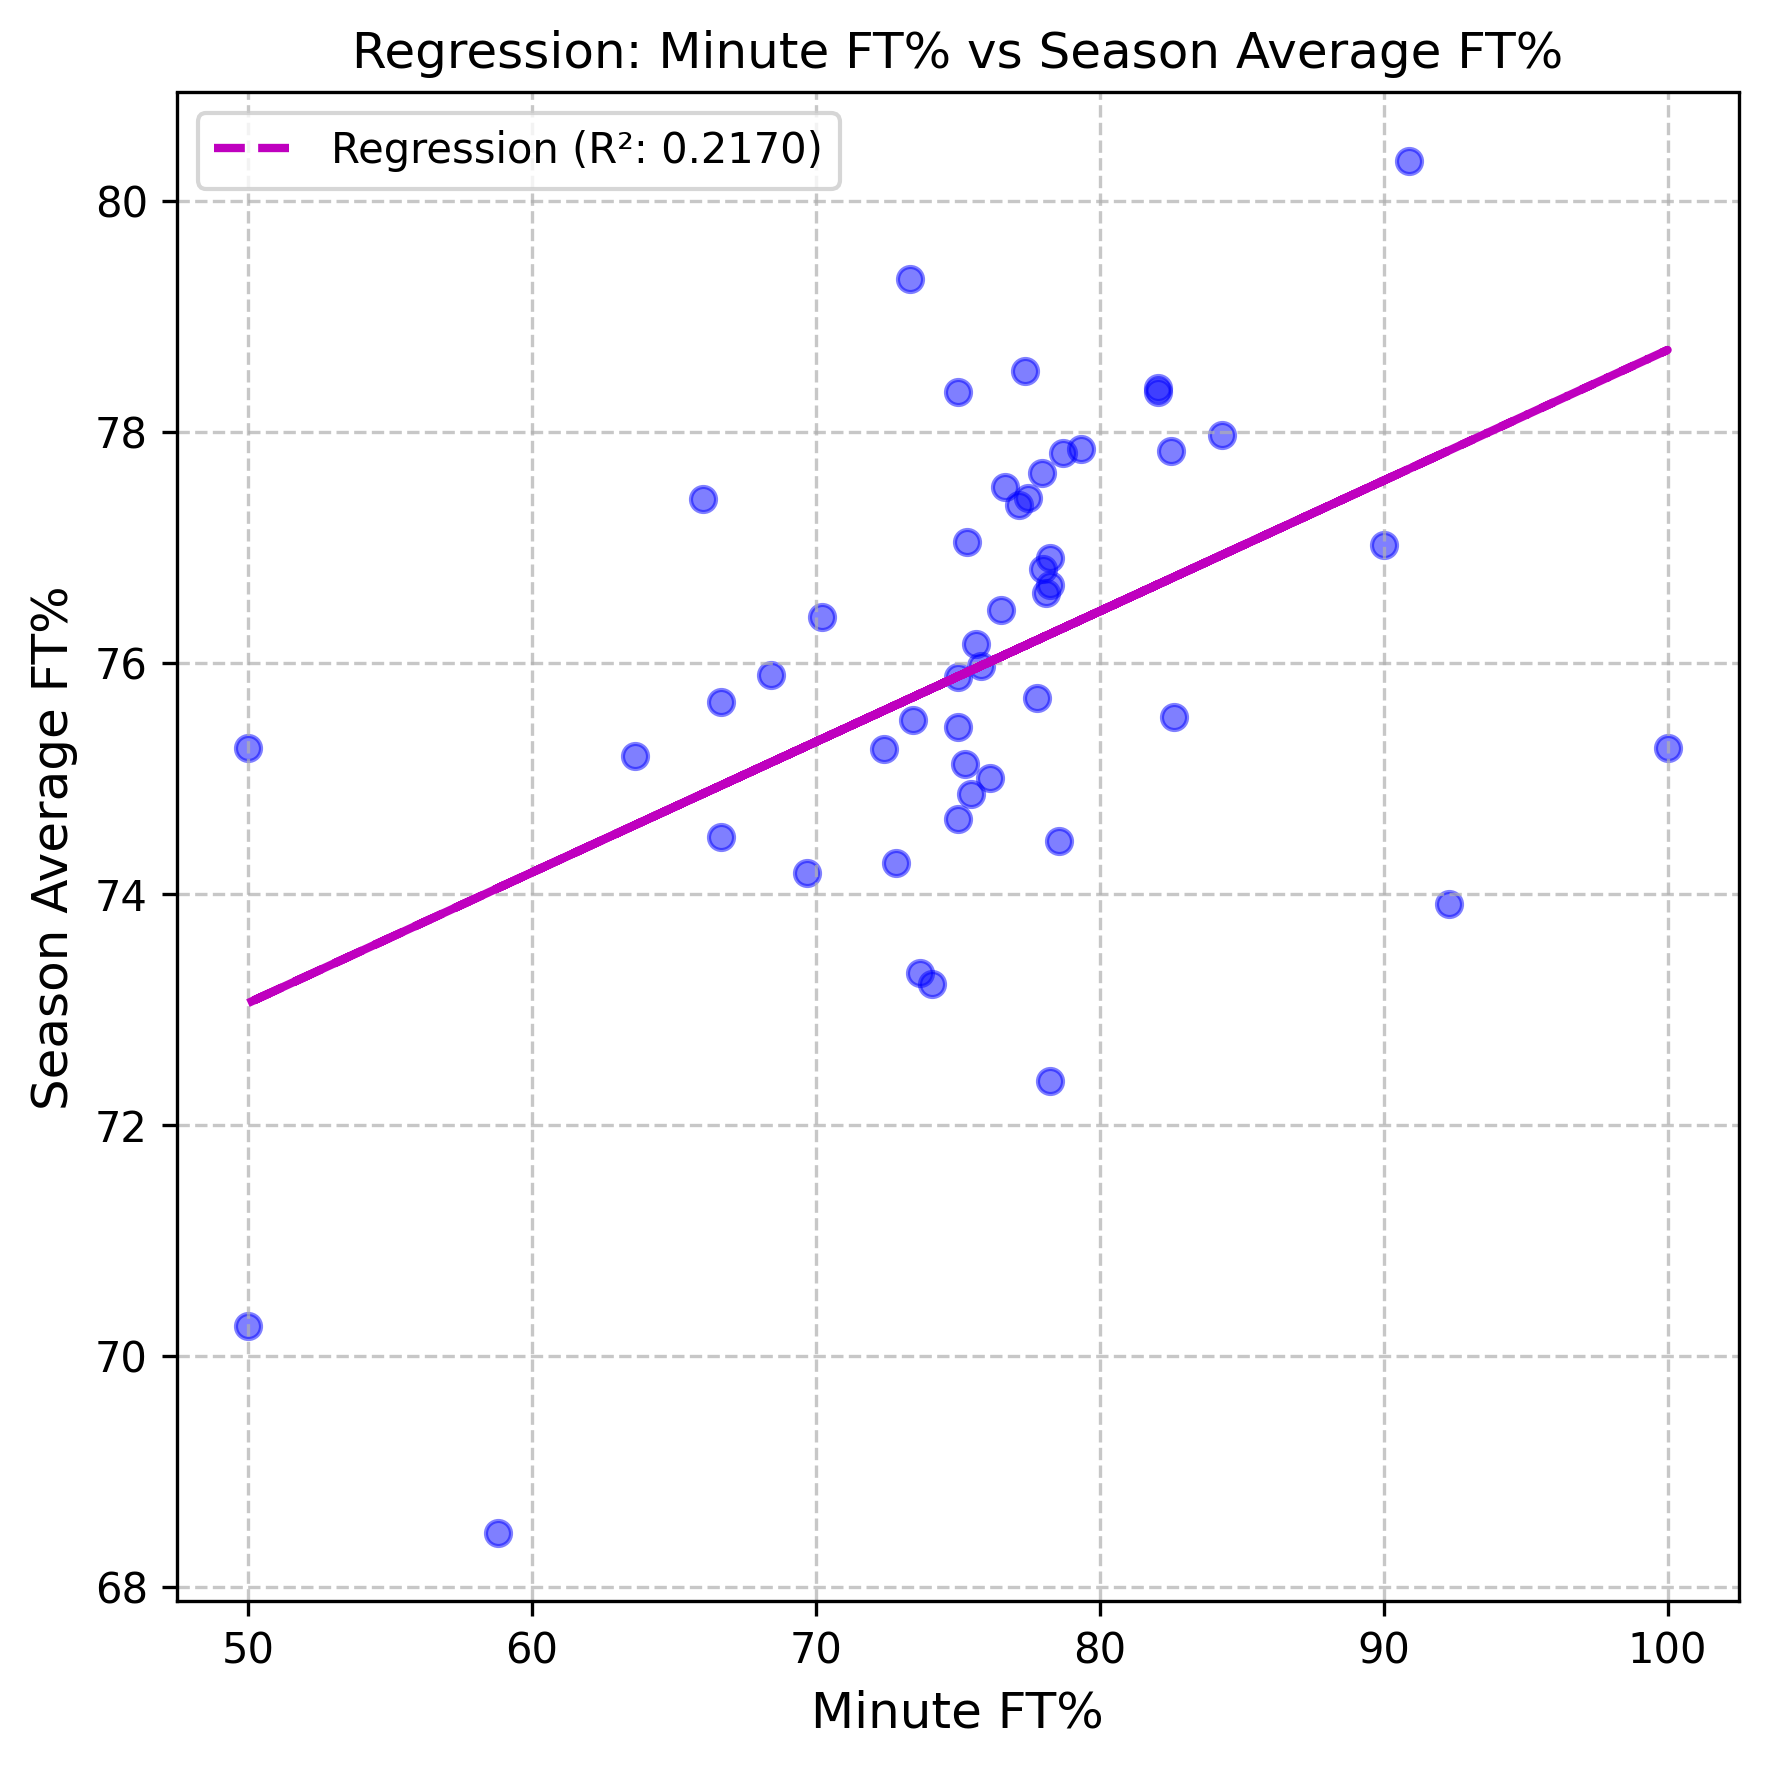 Regression: Minute FT% vs Season Average FT%
Regression (R²: 0.2170)
80
78
76
74
72
70
68
Season Average FT%
50 60 70 80 90 100
Minute FT%